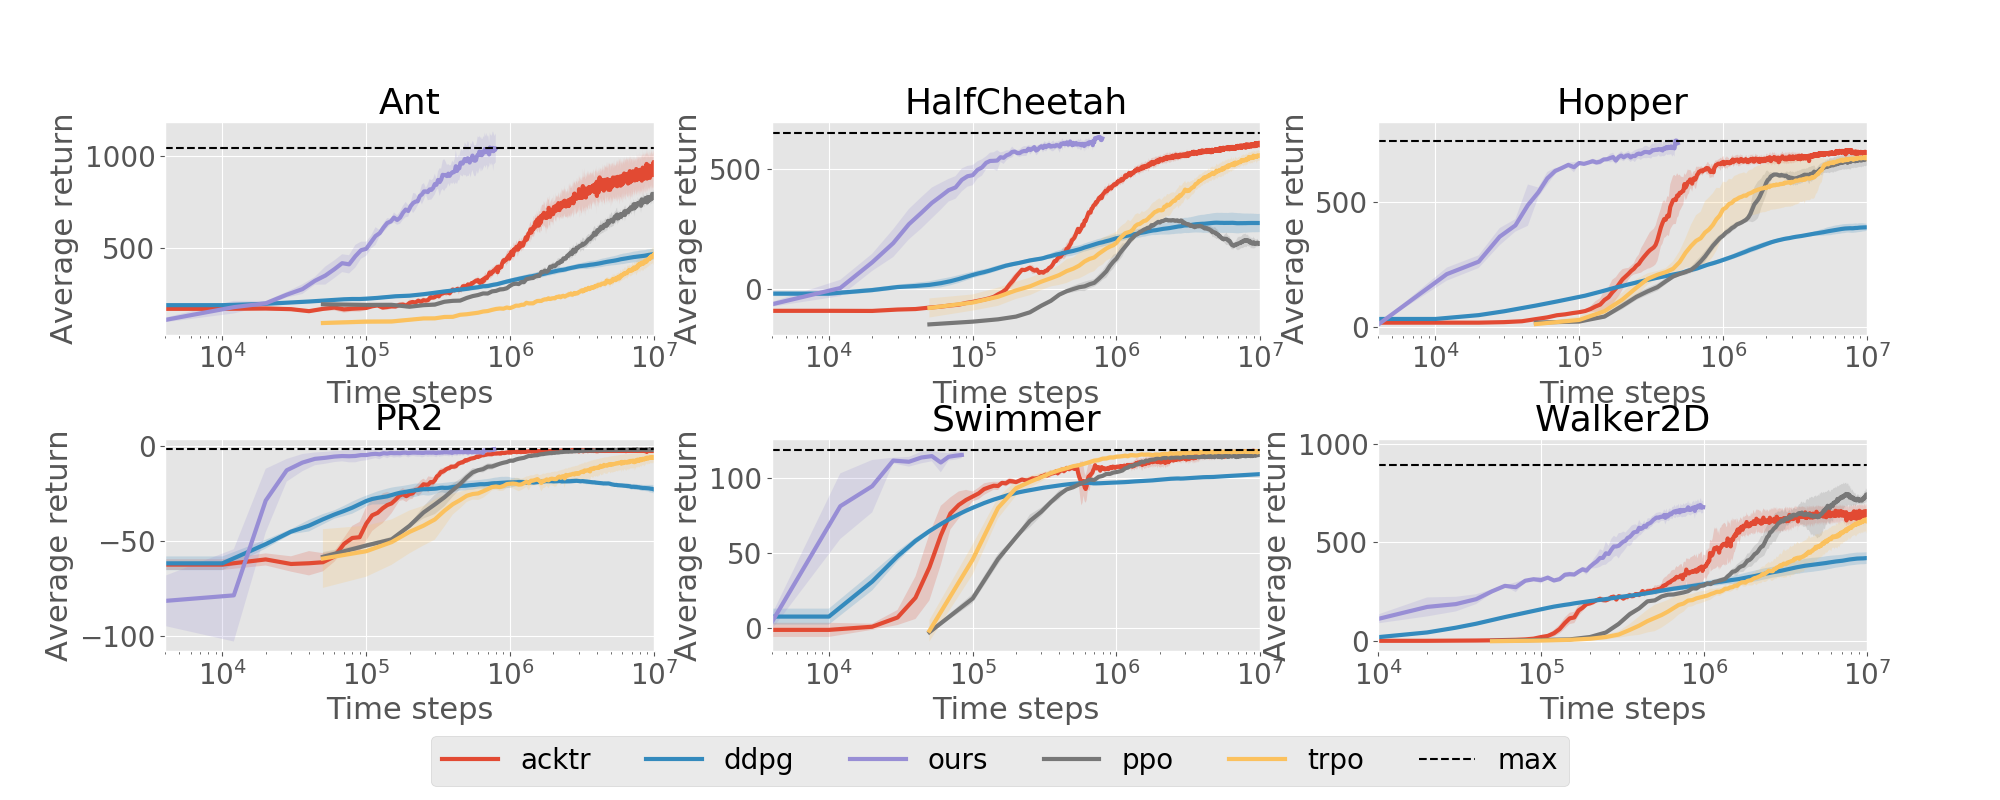 Ant
HalfCheetah
Hopper
Average return
1000
500
10^4
10^5
10^6
10^7
Time steps
Average return
500
0
10^4
10^5
10^6
10^7
Time steps
Average return
500
0
10^4
10^5
10^6
10^7
Time steps
PR2
Swimmer
Walker2D
Average return
0
−50
−100
10^4
10^5
10^6
10^7
Time steps
Average return
100
50
0
10^4
10^5
10^6
10^7
Time steps
Average return
1000
500
0
10^4
10^5
10^6
10^7
Time steps
acktr ddpg ours ppo trpo max